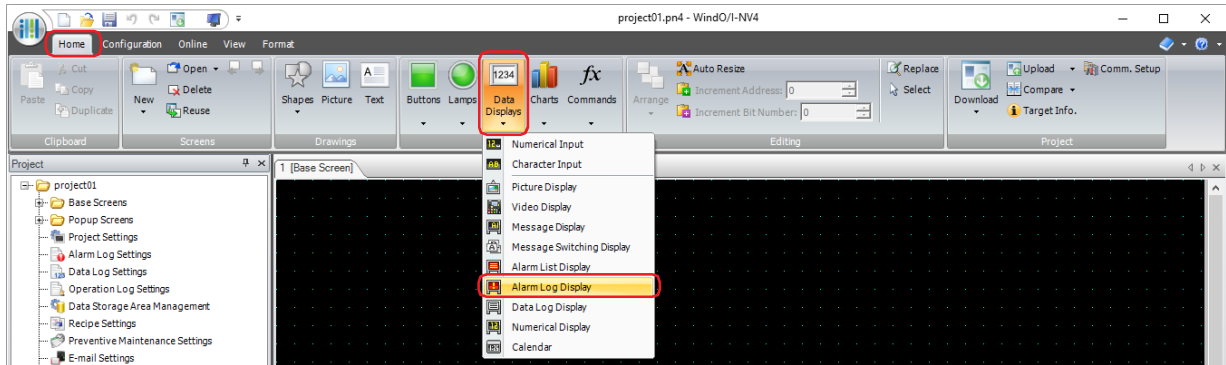 project01.pn4 - WindO/I-NV4
Home Configuration Online View Format
Paste Cut Copy Duplicate
Clipboard
New Open Delete Reuse
Screens
Shapes Picture Text
Drawings
Buttons Lamps 1234 Data Displays Charts fx Commands
Arrange Auto Resize
Increment Address: 0
Increment Bit Number: 0
Replace
Select
Editing
Download Upload Compare Target Info. Comm. Setup
Project
Project
project01
Base Screens
Popup Screens
Project Settings
Alarm Log Settings
Data Log Settings
Operation Log Settings
Data Storage Area Management
Recipe Settings
Preventive Maintenance Settings
E-mail Settings
1 [Base Screen]
Numerical Input
Character Input
Picture Display
Video Display
Message Display
Message Switching Display
Alarm List Display
Alarm Log Display
Data Log Display
Numerical Display
Calendar